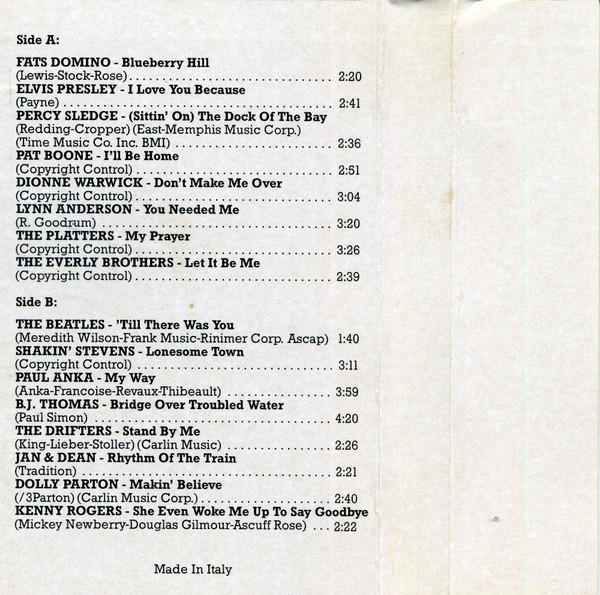 Side A:
FATS DOMINO - Blueberry Hill
(Lewis-Stock-Rose) . . . . . . . . . . . . . . . . . . . . . . . . . . . 2:20
ELVIS PRESLEY - I Love You Because
(Payne) . . . . . . . . . . . . . . . . . . . . . . . . . . . . . . . . . . . . 2:41
PERCY SLEDGE - (Sittin' On) The Dock Of The Bay
(Redding-Cropper) (East-Memphis Music Corp.)
(Time Music Co. Inc. BMI) . . . . . . . . . . . . . . . . . . . . . . 2:36
PAT BOONE - I'll Be Home
(Copyright Control) . . . . . . . . . . . . . . . . . . . . . . . . . . . 2:51
DIONNE WARWICK - Don't Make Me Over
(Copyright Control) . . . . . . . . . . . . . . . . . . . . . . . . . . . 3:04
LYNN ANDERSON - You Needed Me
(R. Goodrum) . . . . . . . . . . . . . . . . . . . . . . . . . . . . . . . 3:20
THE PLATTERS - My Prayer
(Copyright Control) . . . . . . . . . . . . . . . . . . . . . . . . . . . 3:26
THE EVERLY BROTHERS - Let It Be Me
(Copyright Control) . . . . . . . . . . . . . . . . . . . . . . . . . . . 2:39
Side B:
THE BEATLES - 'Till There Was You
(Meredith Wilson-Frank Music-Rinimer Corp. Ascap) 1:40
SHAKIN' STEVENS - Lonesome Town
(Copyright Control) . . . . . . . . . . . . . . . . . . . . . . . . . . . 3:11
PAUL ANKA - My Way
(Anka-Francoise-Revaux-Thibeault) . . . . . . . . . . . . . . . 3:59
B.J. THOMAS - Bridge Over Troubled Water
(Paul Simon) . . . . . . . . . . . . . . . . . . . . . . . . . . . . . . . . 4:20
THE DRIFTERS - Stand By Me
(King-Lieber-Stoller) (Carlin Music) . . . . . . . . . . . . . . . 2:26
JAN & DEAN - Rhythm Of The Train
(Tradition) . . . . . . . . . . . . . . . . . . . . . . . . . . . . . . . . . . 2:21
DOLLY PARTON - Makin' Believe
(/3Parton) (Carlin Music Corp.) . . . . . . . . . . . . . . . . . . 2:40
KENNY ROGERS - She Even Woke Me Up To Say Goodbye
(Mickey Newberry-Douglas Gilmour-Ascuff Rose) . . . 2:22
Made In Italy